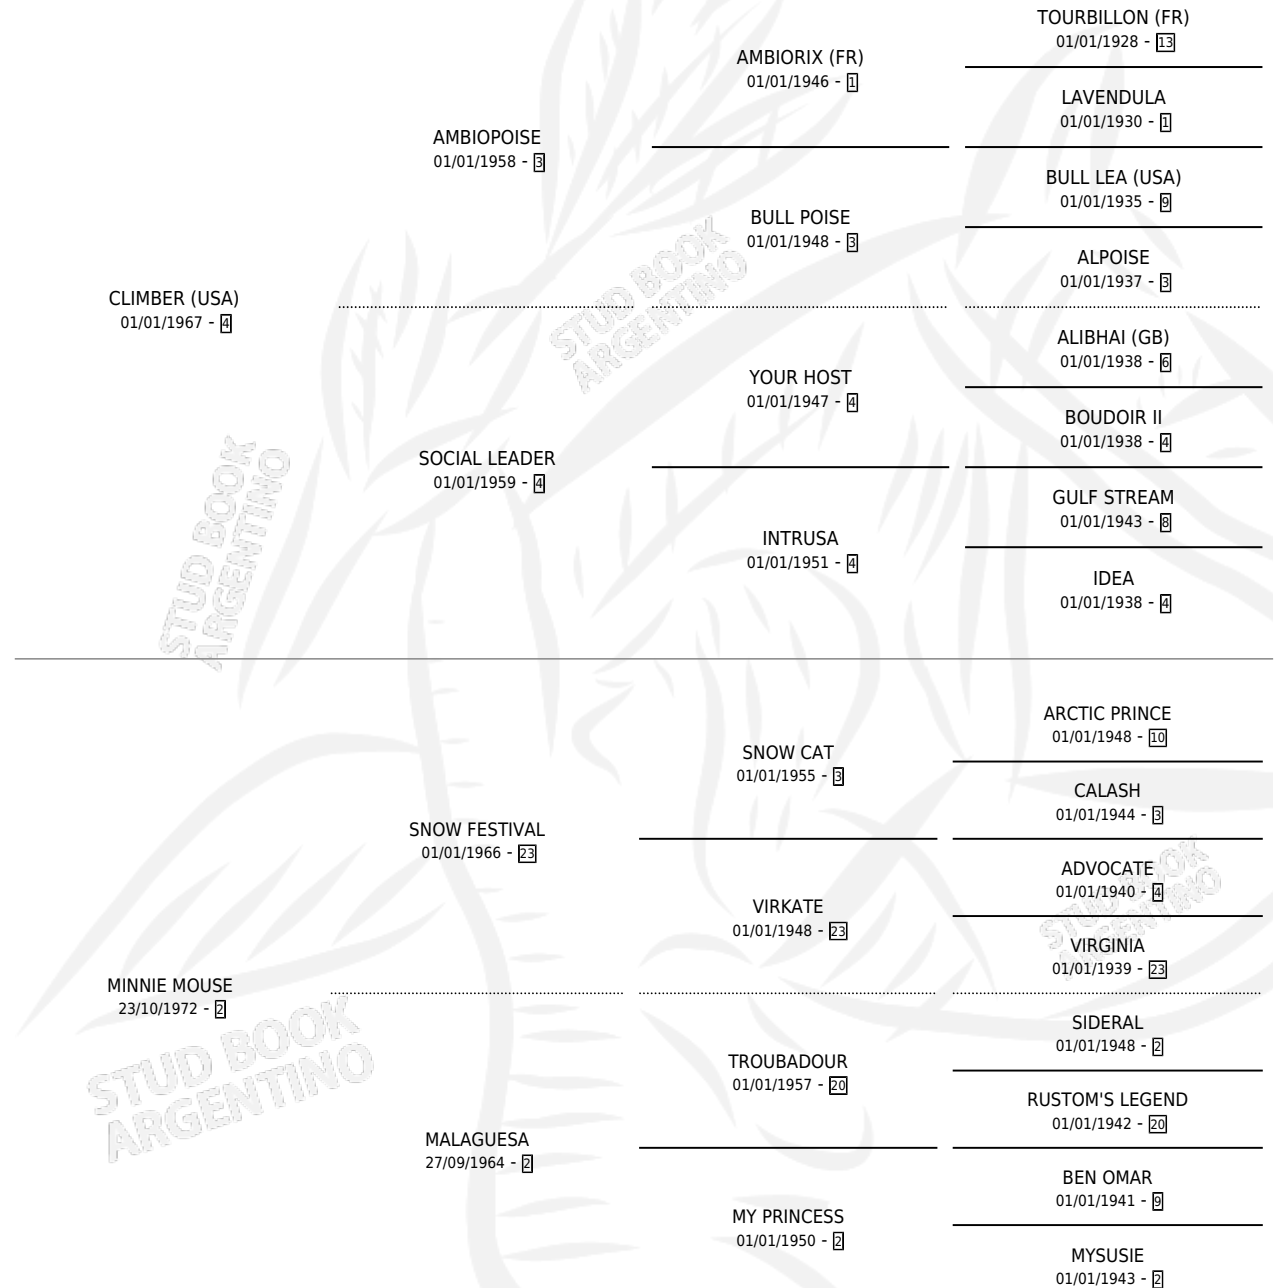 TOURBILLON (FR)
01/01/1928 - 13
AMBIORIX (FR)
01/01/1946 - 1
LAVENDULA
01/01/1930 - 1
AMBIOPOISE
01/01/1958 - 3
BULL LEA (USA)
01/01/1935 - 9
BULL POISE
01/01/1948 - 3
ALPOISE
01/01/1937 - 3
CLIMBER (USA)
01/01/1967 - 4
STUD BOOK
ARGENTINO
ALIBHAI (GB)
01/01/1938 - 6
YOUR HOST
01/01/1947 - 4
BOUDOIR II
01/01/1938 - 4
SOCIAL LEADER
01/01/1959 - 4
STUD BOOK
ARGENTINO
GULF STREAM
01/01/1943 - 8
INTRUSA
01/01/1951 - 4
IDEA
01/01/1938 - 4
ARCTIC PRINCE
01/01/1948 - 10
SNOW CAT
01/01/1955 - 3
CALASH
01/01/1944 - 3
SNOW FESTIVAL
01/01/1966 - 23
ADVOCATE
01/01/1940 - 4
STUD BOOK
ARGENTINO
VIRKATE
01/01/1948 - 23
VIRGINIA
01/01/1939 - 23
MINNIE MOUSE
23/10/1972 - 2
STUD BOOK
ARGENTINO
SIDERAL
01/01/1948 - 2
TROUBADOUR
01/01/1957 - 20
RUSTOM'S LEGEND
01/01/1942 - 20
MALAGUESA
27/09/1964 - 2
BEN OMAR
01/01/1941 - 9
MY PRINCESS
01/01/1950 - 2
MYSUSIE
01/01/1943 - 2